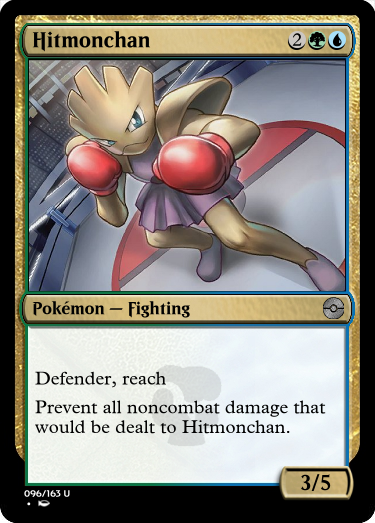 Hitmonchan 2
Pokémon — Fighting
Defender, reach
Prevent all noncombat damage that
would be dealt to Hitmonchan.
3/5
096/163 U